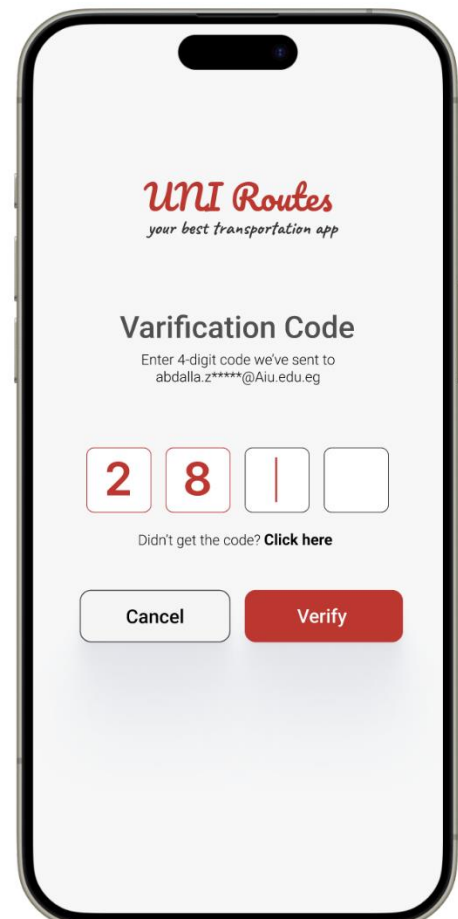 UNI Routes
your best transportation app
Varification Code
Enter 4-digit code we've sent to
abdalla.z*****@Aiu.edu.eg
2 8
Didn't get the code? Click here
Cancel Verify